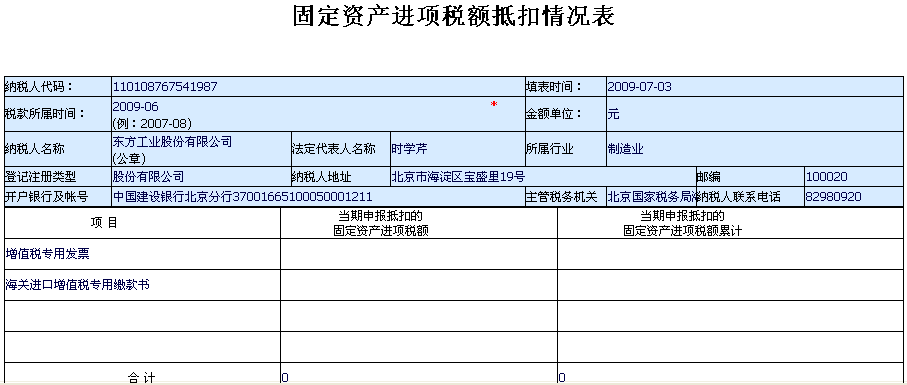 固定资产进项税额抵扣情况表
纳税人代码： 110108767541987 填表时间： 2009-07-03
税款所属时间： 2009-06 * 金额单位： 元
(例：2007-08)
纳税人名称 东方工业股份有限公司 法定代表人名称 时学芹 所属行业 制造业
(公章)
登记注册类型 股份有限公司 纳税人地址 北京市海淀区宝盛里19号 邮编 100020
开户银行及帐号 中国建设银行北京分行37001665100050001211 主管税务机关 北京国家税务局 纳税人联系电话 82980920
项 目 当期申报抵扣的 当期申报抵扣的
固定资产进项税额 固定资产进项税额累计
增值税专用发票
海关进口增值税专用缴款书
合 计 0 0